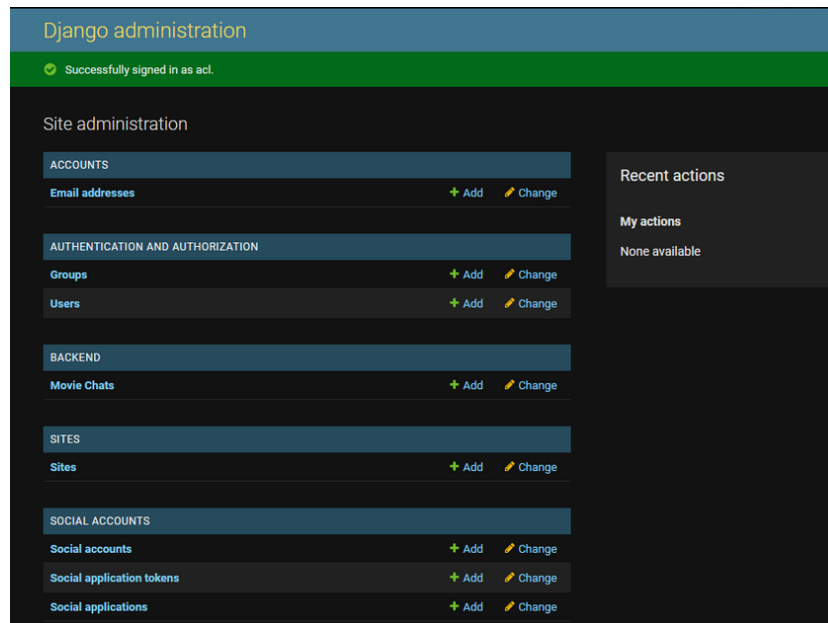 Django administration
Successfully signed in as acl.
Site administration
ACCOUNTS
Email addresses Add Change
AUTHENTICATION AND AUTHORIZATION
Groups Add Change
Users Add Change
BACKEND
Movie Chats Add Change
SITES
Sites Add Change
SOCIAL ACCOUNTS
Social accounts Add Change
Social application tokens Add Change
Social applications Add Change
Recent actions
My actions
None available